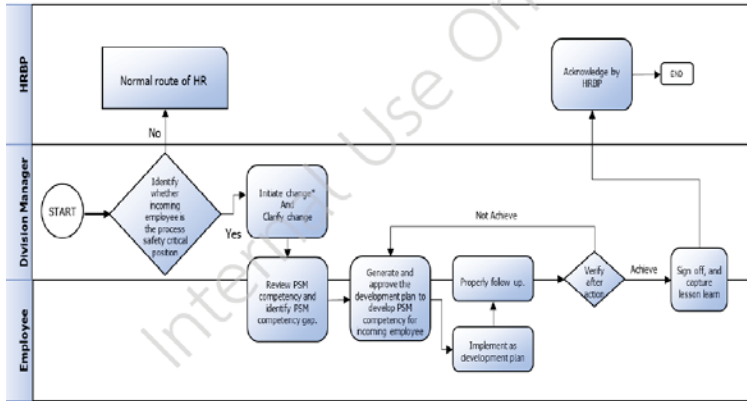 HRBP
Normal route of HR
Acknowledge by
HRBP
END
No
Division Manager
START
Identify
whether
incoming
employee is
the process
safety critical
position
Yes
Initiate change*
And
Clarify change
Not Achieve
Employee
Review PSM
competency and
identify PSM
competency gap.
Generate and
approve the
development plan to
develop PSM
competency for
incoming employee
Properly follow up.
Implement as
development plan
Verify
after
action
Achieve
Sign off, and
capture
lesson learn
Internal Use On